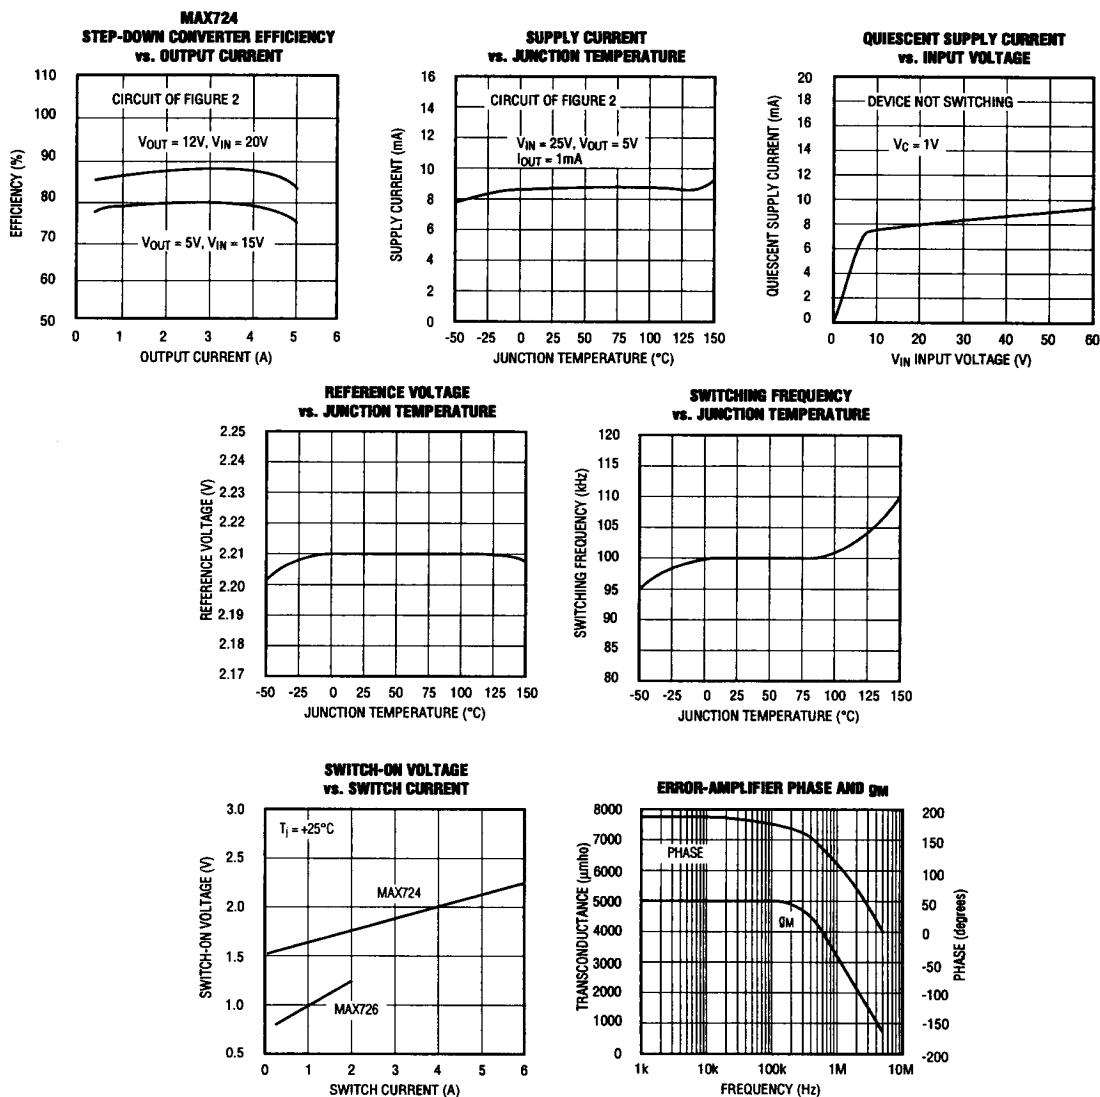 MAX724
STEP-DOWN CONVERTER EFFICIENCY
vs. OUTPUT CURRENT
110
100
90
80
70
60
50
EFFICIENCY (%)
CIRCUIT OF FIGURE 2
VOUT = 12V, VIN = 20V
VOUT = 5V, VIN = 15V
0 1 2 3 4 5 6
OUTPUT CURRENT (A)
SUPPLY CURRENT
vs. JUNCTION TEMPERATURE
16
14
12
10
8
6
4
2
0
SUPPLY CURRENT (mA)
CIRCUIT OF FIGURE 2
VIN = 25V, VOUT = 5V
IOUT = 1mA
-50 -25 0 25 50 75 100 125 150
JUNCTION TEMPERATURE (°C)
QUIESCENT SUPPLY CURRENT
vs. INPUT VOLTAGE
20
18
16
14
12
10
8
6
4
2
0
QUIESCENT SUPPLY CURRENT (mA)
DEVICE NOT SWITCHING
VC = 1V
0 10 20 30 40 50 60
VIN INPUT VOLTAGE (V)
REFERENCE VOLTAGE
vs. JUNCTION TEMPERATURE
2.25
2.24
2.23
2.22
2.21
2.20
2.19
2.18
2.17
REFERENCE VOLTAGE (V)
-50 -25 0 25 50 75 100 125 150
JUNCTION TEMPERATURE (°C)
SWITCHING FREQUENCY
vs. JUNCTION TEMPERATURE
120
115
110
105
100
95
90
85
80
SWITCHING FREQUENCY (kHz)
-50 -25 0 25 50 75 100 125 150
JUNCTION TEMPERATURE (°C)
SWITCH-ON VOLTAGE
vs. SWITCH CURRENT
3.0
2.5
2.0
1.5
1.0
0.5
SWITCH-ON VOLTAGE (V)
Tj = +25°C
MAX724
MAX726
0 1 2 3 4 5 6
SWITCH CURRENT (A)
ERROR-AMPLIFIER PHASE AND gM
8000
7000
6000
5000
4000
3000
2000
1000
0
TRANSCONDUCTANCE (µmho)
PHASE
gM
200
150
100
50
0
-50
-100
-150
-200
PHASE (degrees)
1k 10k 100k 1M 10M
FREQUENCY (Hz)